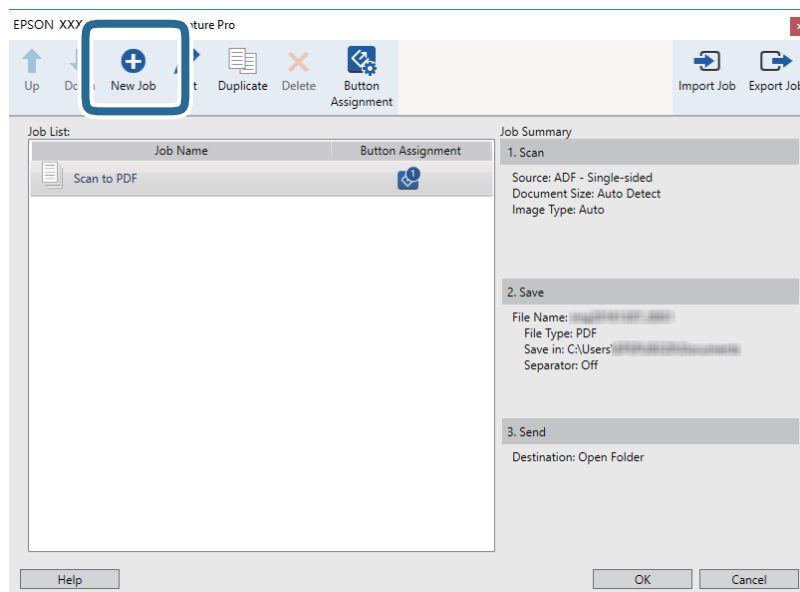 EPSON XXX ture Pro
Up
New Job
Duplicate
Delete
Button
Assignment
Import Job
Export Job
Job List:
Job Name Button Assignment
Scan to PDF 1
Job Summary
1. Scan
Source: ADF - Single-sided
Document Size: Auto Detect
Image Type: Auto
2. Save
File Name:
File Type: PDF
Save in: C:\Users\
Separator: Off
3. Send
Destination: Open Folder
Help
OK
Cancel